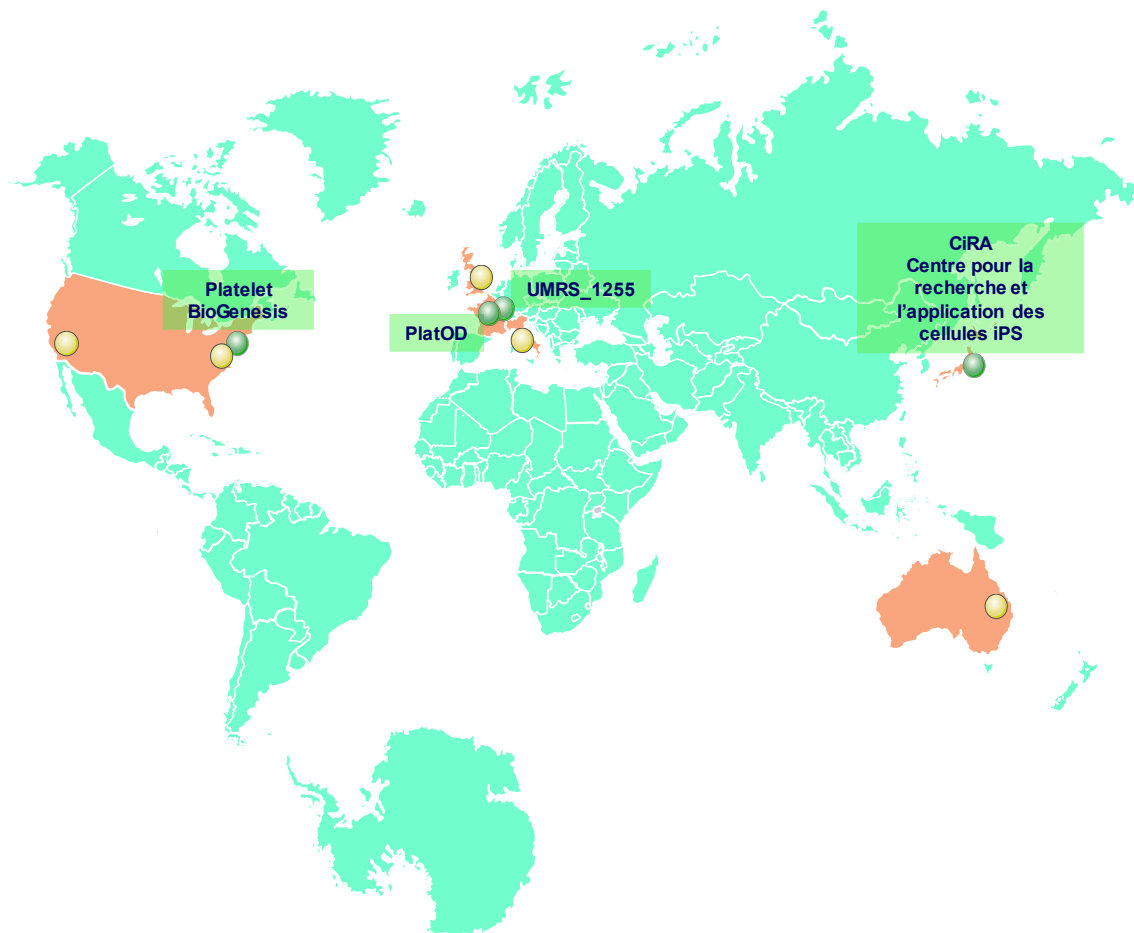 CiRA
Centre pour la
recherche et
l'application des
cellules iPS
Platelet
BioGenesis
UMRS_1255
PlatOD